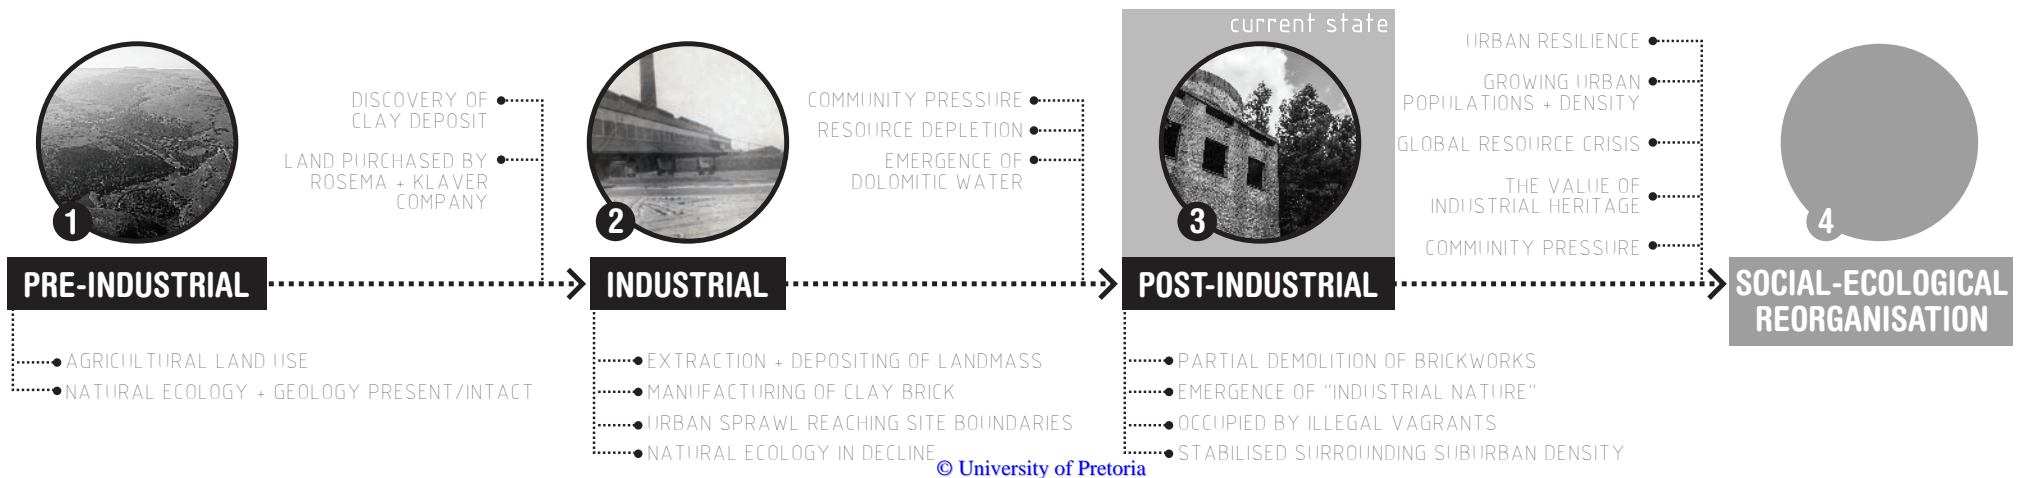 current state
1
DISCOVERY OF
CLAY DEPOSIT
LAND PURCHASED BY
ROSEMA + KLAVER
COMPANY
2
COMMUNITY PRESSURE
RESOURCE DEPLETION
EMERGENCE OF
DOLOMITIC WATER
3
URBAN RESILIENCE
GROWING URBAN
POPULATIONS + DENSITY
GLOBAL RESOURCE CRISIS
THE VALUE OF
INDUSTRIAL HERITAGE
COMMUNITY PRESSURE
4
PRE-INDUSTRIAL
INDUSTRIAL
POST-INDUSTRIAL
SOCIAL-ECOLOGICAL
REORGANISATION
AGRICULTURAL LAND USE
NATURAL ECOLOGY + GEOLOGY PRESENT/INTACT
EXTRACTION + DEPOSITING OF LANDMASS
MANUFACTURING OF CLAY BRICK
URBAN SPRAWL REACHING SITE BOUNDARIES
NATURAL ECOLOGY IN DECLINE
PARTIAL DEMOLITION OF BRICKWORKS
EMERGENCE OF "INDUSTRIAL NATURE"
OCCUPIED BY ILLEGAL VAGRANTS
STABILISED SURROUNDING SUBURBAN DENSITY
© University of Pretoria